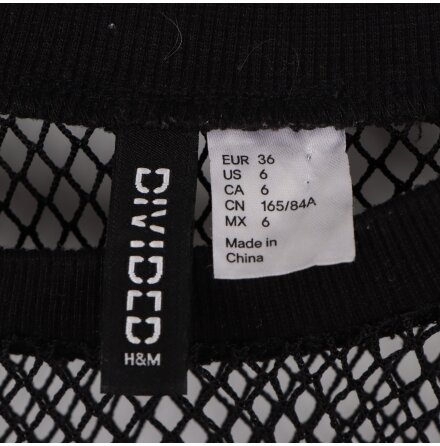 DIVIDED
H&M
EUR 36
US 6
CA 6
CN 165/84A
MX 6
Made in
China